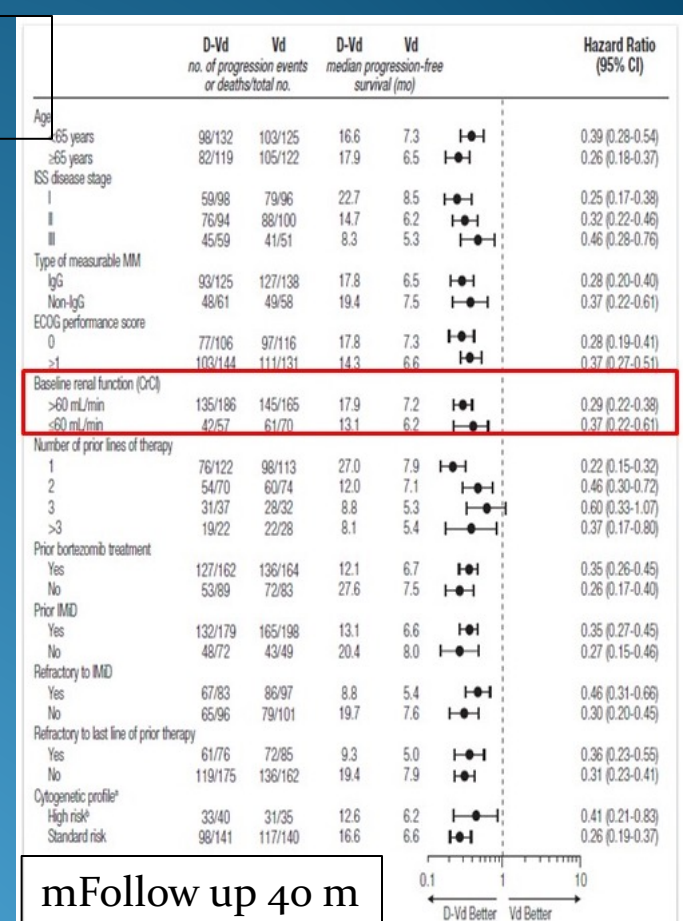 D-Vd Vd D-Vd Vd Hazard Ratio
no. of progression events median progression-free (95% CI)
or deaths/total no. survival (mo)
Age
<65 years 98/132 103/125 16.6 7.3 0.39 (0.28-0.54)
≥65 years 82/119 105/122 17.9 6.5 0.26 (0.18-0.37)
ISS disease stage
I 59/98 79/96 22.7 8.5 0.25 (0.17-0.38)
II 76/94 88/100 14.7 6.2 0.32 (0.22-0.46)
III 45/59 41/51 8.3 5.3 0.46 (0.28-0.76)
Type of measurable MM
IgG 93/125 127/138 17.8 6.5 0.28 (0.20-0.40)
Non-IgG 48/61 49/58 19.4 7.5 0.37 (0.22-0.61)
ECOG performance score
0 77/106 97/116 17.8 7.3 0.28 (0.19-0.41)
≥1 103/144 111/131 14.3 6.6 0.37 (0.27-0.51)
Baseline renal function (CrCl)
>60 mL/min 135/186 145/165 17.9 7.2 0.29 (0.22-0.38)
≤60 mL/min 42/57 61/70 13.1 6.2 0.37 (0.22-0.61)
Number of prior lines of therapy
1 76/122 98/113 27.0 7.9 0.22 (0.15-0.32)
2 54/70 60/74 12.0 7.1 0.46 (0.30-0.72)
3 31/37 28/32 8.8 5.3 0.60 (0.33-1.07)
>3 19/22 22/28 8.1 5.4 0.37 (0.17-0.80)
Prior bortezomib treatment
Yes 127/162 136/164 12.1 6.7 0.35 (0.26-0.45)
No 53/89 72/83 27.6 7.5 0.26 (0.17-0.40)
Prior IMiD
Yes 132/179 165/198 13.1 6.6 0.35 (0.27-0.45)
No 48/72 43/49 20.4 8.0 0.27 (0.15-0.46)
Refractory to IMiD
Yes 67/83 86/97 8.8 5.4 0.46 (0.31-0.66)
No 65/96 79/101 19.7 7.6 0.30 (0.20-0.45)
Refractory to last line of prior therapy
Yes 61/76 72/85 9.3 5.0 0.36 (0.23-0.55)
No 119/175 136/162 19.4 7.9 0.31 (0.23-0.41)
Cytogenetic profileᵃ
High riskᵇ 33/40 31/35 12.6 6.2 0.41 (0.21-0.83)
Standard risk 98/141 117/140 16.6 6.6 0.26 (0.19-0.37)
0.1 1 10
D-Vd Better Vd Better
mFollow up 40 m